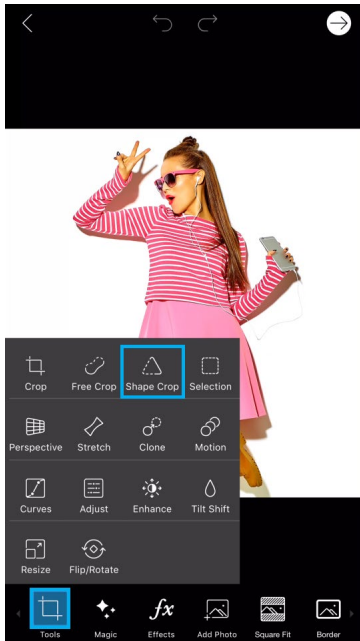 Crop Free Crop Shape Crop Selection
Perspective Stretch Clone Motion
Curves Adjust Enhance Tilt Shift
Resize Flip/Rotate
Tools Magic Effects Add Photo Square Fit Border